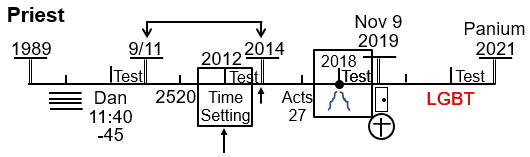 Priest
1989
9/11
2012
2014
2018
Nov 9
2019
Panium
2021
Test
Test
Test
Test
Dan
11:40
-45
2520
Time
Setting
Acts
27
LGBT